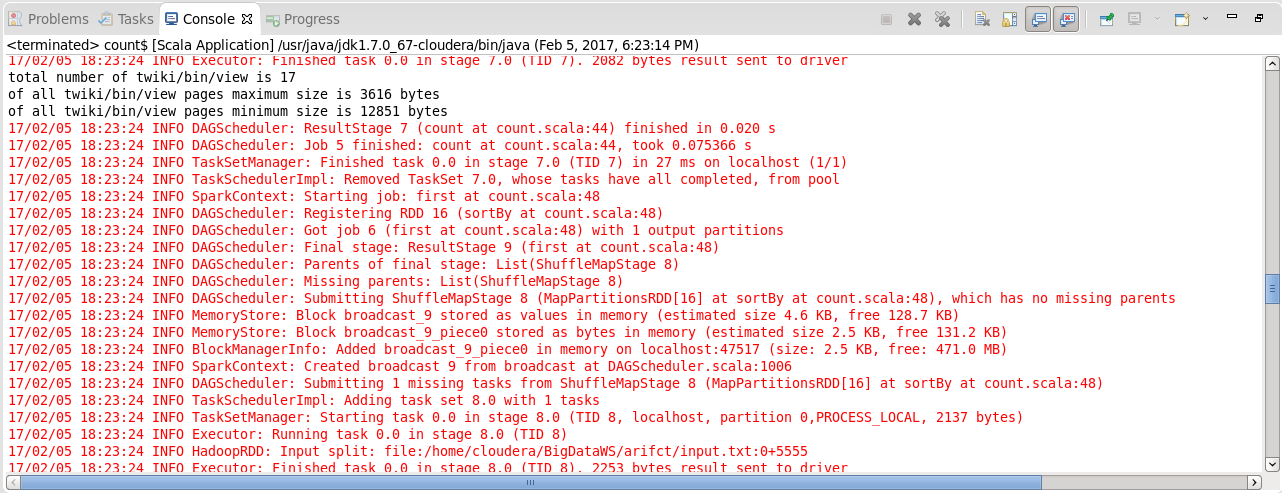 Problems Tasks Console Progress
<terminated> count$ [Scala Application] /usr/java/jdk1.7.0_67-cloudera/bin/java (Feb 5, 2017, 6:23:14 PM)
17/02/05 18:23:24 INFO Executor: Finished task 0.0 in stage 7.0 (TID 7). 2082 bytes result sent to driver
total number of twiki/bin/view is 17
of all twiki/bin/view pages maximum size is 3616 bytes
of all twiki/bin/view pages minimum size is 12851 bytes
17/02/05 18:23:24 INFO DAGScheduler: ResultStage 7 (count at count.scala:44) finished in 0.020 s
17/02/05 18:23:24 INFO DAGScheduler: Job 5 finished: count at count.scala:44, took 0.075366 s
17/02/05 18:23:24 INFO TaskSetManager: Finished task 0.0 in stage 7.0 (TID 7) in 27 ms on localhost (1/1)
17/02/05 18:23:24 INFO TaskSchedulerImpl: Removed TaskSet 7.0, whose tasks have all completed, from pool
17/02/05 18:23:24 INFO SparkContext: Starting job: first at count.scala:48
17/02/05 18:23:24 INFO DAGScheduler: Registering RDD 16 (sortBy at count.scala:48)
17/02/05 18:23:24 INFO DAGScheduler: Got job 6 (first at count.scala:48) with 1 output partitions
17/02/05 18:23:24 INFO DAGScheduler: Final stage: ResultStage 9 (first at count.scala:48)
17/02/05 18:23:24 INFO DAGScheduler: Parents of final stage: List(ShuffleMapStage 8)
17/02/05 18:23:24 INFO DAGScheduler: Missing parents: List(ShuffleMapStage 8)
17/02/05 18:23:24 INFO DAGScheduler: Submitting ShuffleMapStage 8 (MapPartitionsRDD[16] at sortBy at count.scala:48), which has no missing parents
17/02/05 18:23:24 INFO MemoryStore: Block broadcast_9 stored as values in memory (estimated size 4.6 KB, free 128.7 KB)
17/02/05 18:23:24 INFO MemoryStore: Block broadcast_9_piece0 stored as bytes in memory (estimated size 2.5 KB, free 131.2 KB)
17/02/05 18:23:24 INFO BlockManagerInfo: Added broadcast_9_piece0 in memory on localhost:47517 (size: 2.5 KB, free: 471.0 MB)
17/02/05 18:23:24 INFO SparkContext: Created broadcast 9 from broadcast at DAGScheduler.scala:1006
17/02/05 18:23:24 INFO DAGScheduler: Submitting 1 missing tasks from ShuffleMapStage 8 (MapPartitionsRDD[16] at sortBy at count.scala:48)
17/02/05 18:23:24 INFO TaskSchedulerImpl: Adding task set 8.0 with 1 tasks
17/02/05 18:23:24 INFO TaskSetManager: Starting task 0.0 in stage 8.0 (TID 8, localhost, partition 0,PROCESS_LOCAL, 2137 bytes)
17/02/05 18:23:24 INFO Executor: Running task 0.0 in stage 8.0 (TID 8)
17/02/05 18:23:24 INFO HadoopRDD: Input split: file:/home/cloudera/BigDataWS/arifct/input.txt:0+5555
17/02/05 18:23:24 INFO Executor: Finished task 0.0 in stage 8.0 (TID 8). 2253 bytes result sent to driver